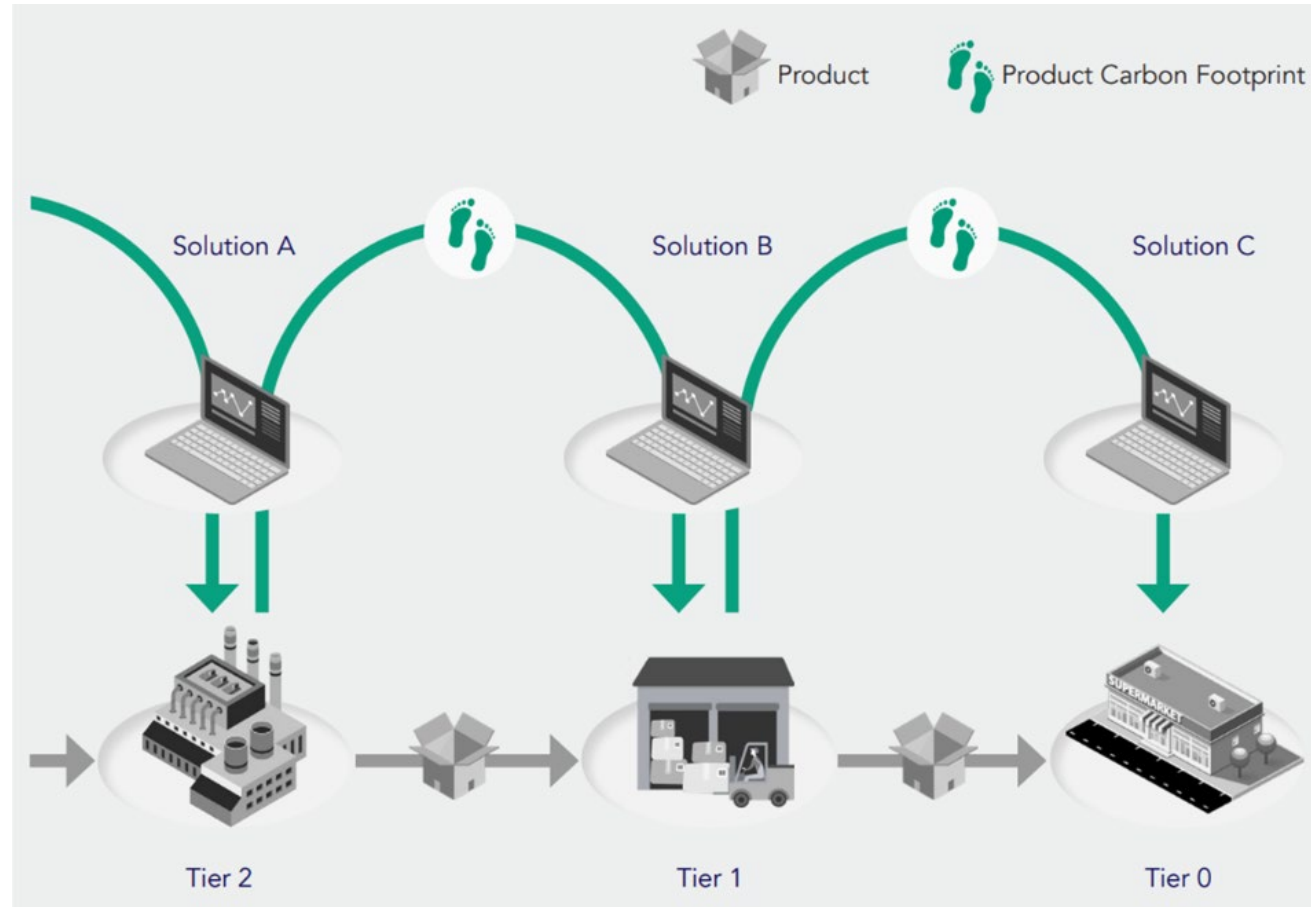 Product
Product Carbon Footprint
Solution A
Solution B
Solution C
SUPERMARKET
Tier 2
Tier 1
Tier 0